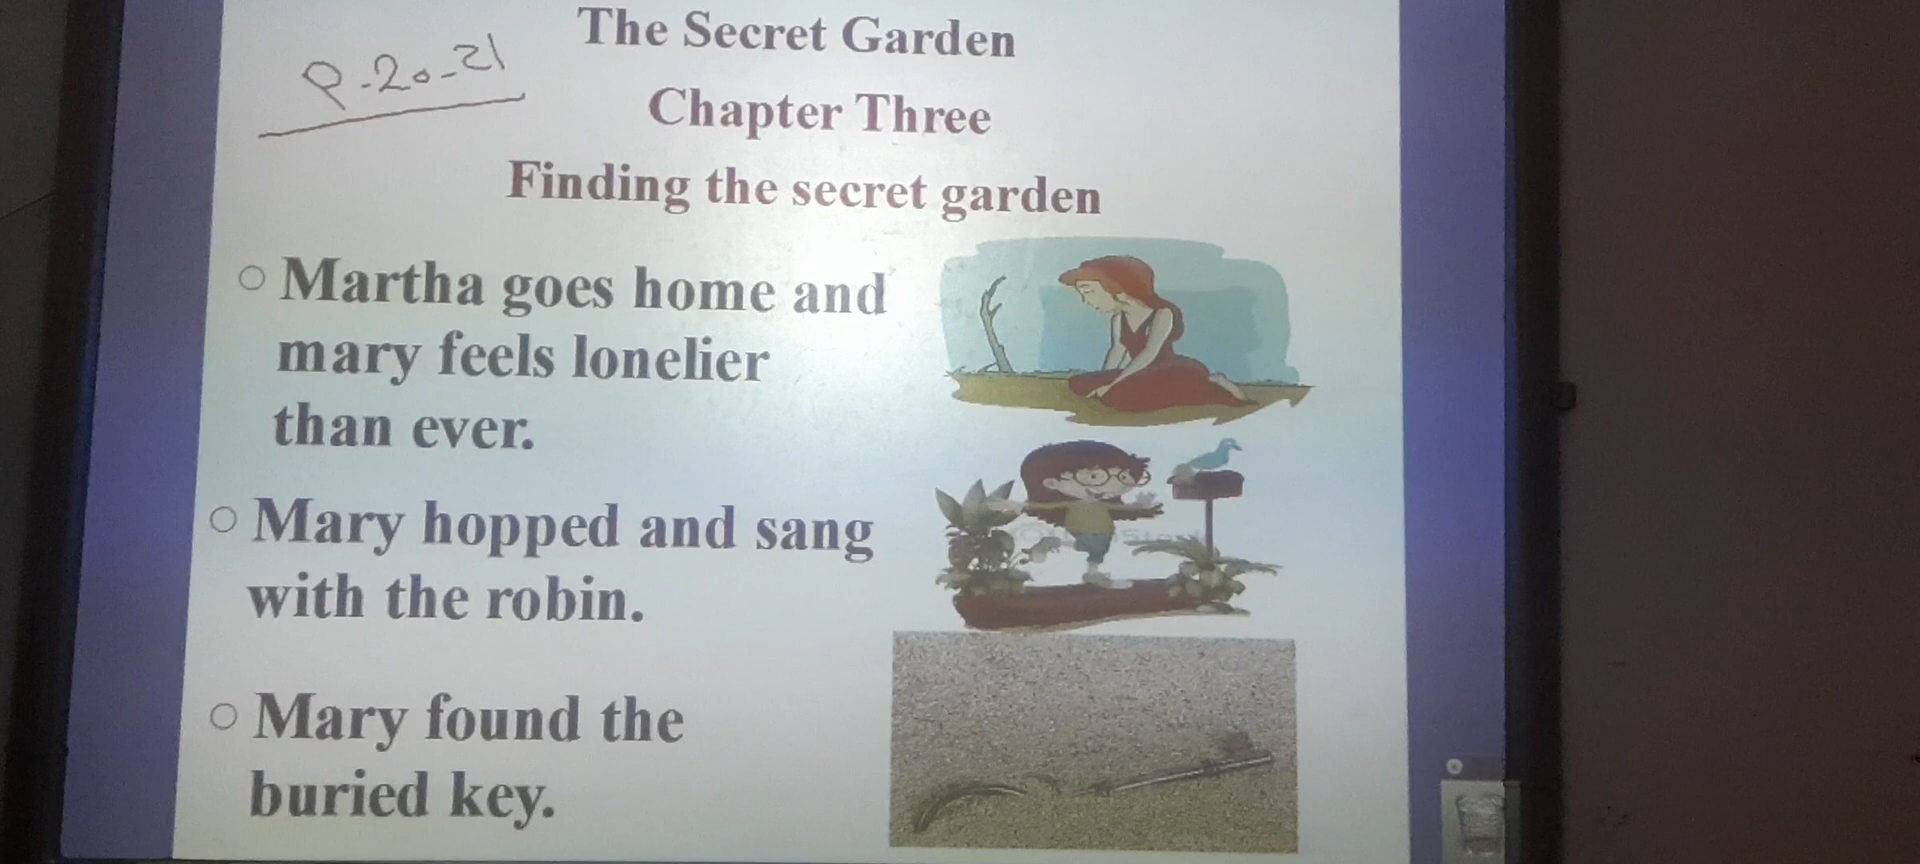 P.20-21
The Secret Garden
Chapter Three
Finding the secret garden
○ Martha goes home and
mary feels lonelier
than ever.
○ Mary hopped and sang
with the robin.
○ Mary found the
buried key.